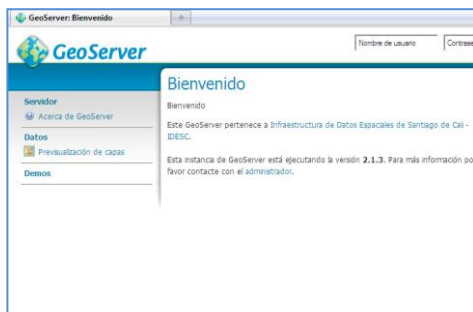 GeoServer: Bienvenido
GeoServer
Nombre de usuario
Contrase
Servidor
Acerca de GeoServer
Datos
Previsualización de capas
Demos
Bienvenido
Bienvenido
Este GeoServer pertenece a Infraestructura de Datos Espaciales de Santiago de Cali -
IDESC.
Esta instancia de GeoServer está ejecutando la versión 2.1.3. Para más información po
favor contacte con el administrador.